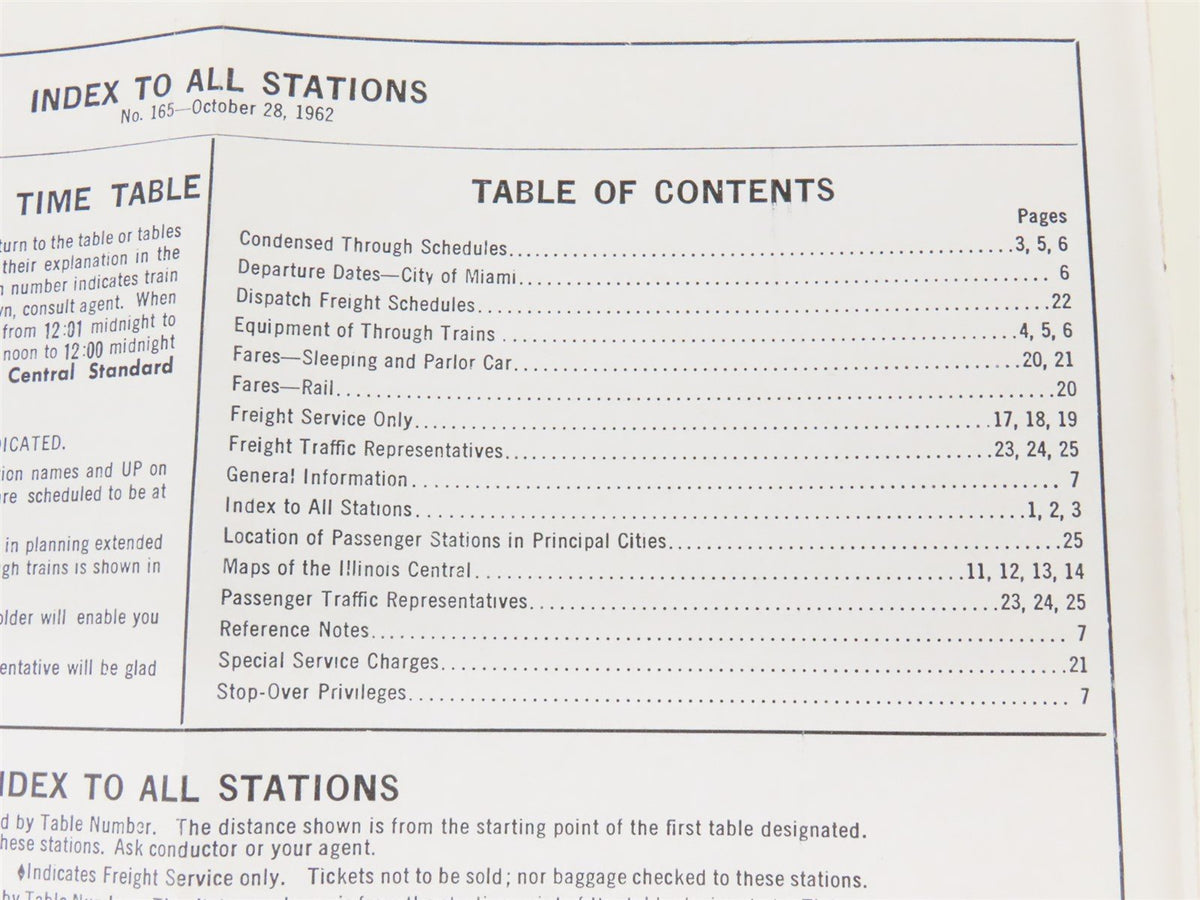 INDEX TO ALL STATIONS
No. 165—October 28, 1962
TIME TABLE
turn to the table or tables
their explanation in the
number indicates train
consult agent. When
from 12:01 midnight to
noon to 12:00 midnight
Central Standard
names and UP on
scheduled to be at
in planning extended
trains is shown in
will enable you
will be glad
TABLE OF CONTENTS
Pages
Condensed Through Schedules..........3, 5, 6
Departure Dates—City of Miami.......... 6
Dispatch Freight Schedules..........22
Equipment of Through Trains ..........4, 5, 6
Fares—Sleeping and Parlor Car..........20, 21
Fares—Rail..........20
Freight Service Only..........17, 18, 19
Freight Traffic Representatives..........23, 24, 25
General Information.......... 7
Index to All Stations..........1, 2, 3
Location of Passenger Stations in Principal Cities..........25
Maps of the Illinois Central..........11, 12, 13, 14
Passenger Traffic Representatives..........23, 24, 25
Reference Notes.......... 7
Special Service Charges..........21
Stop-Over Privileges.......... 7
INDEX TO ALL STATIONS
by Table Number. The distance shown is from the starting point of the first table designated.
these stations. Ask conductor or your agent.
♦Indicates Freight Service only. Tickets not to be sold; nor baggage checked to these stations.